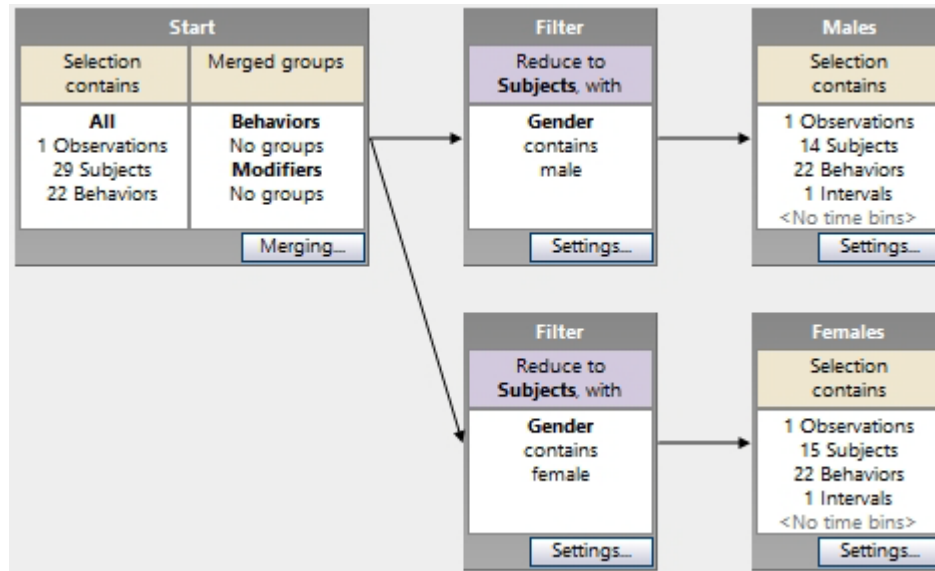 Start
Selection
contains
Merged groups
All
1 Observations
29 Subjects
22 Behaviors
Behaviors
No groups
Modifiers
No groups
Merging...
Filter
Reduce to
Subjects, with
Gender
contains
male
Settings...
Males
Selection
contains
1 Observations
14 Subjects
22 Behaviors
1 Intervals
<No time bins>
Settings...
Filter
Reduce to
Subjects, with
Gender
contains
female
Settings...
Females
Selection
contains
1 Observations
15 Subjects
22 Behaviors
1 Intervals
<No time bins>
Settings...